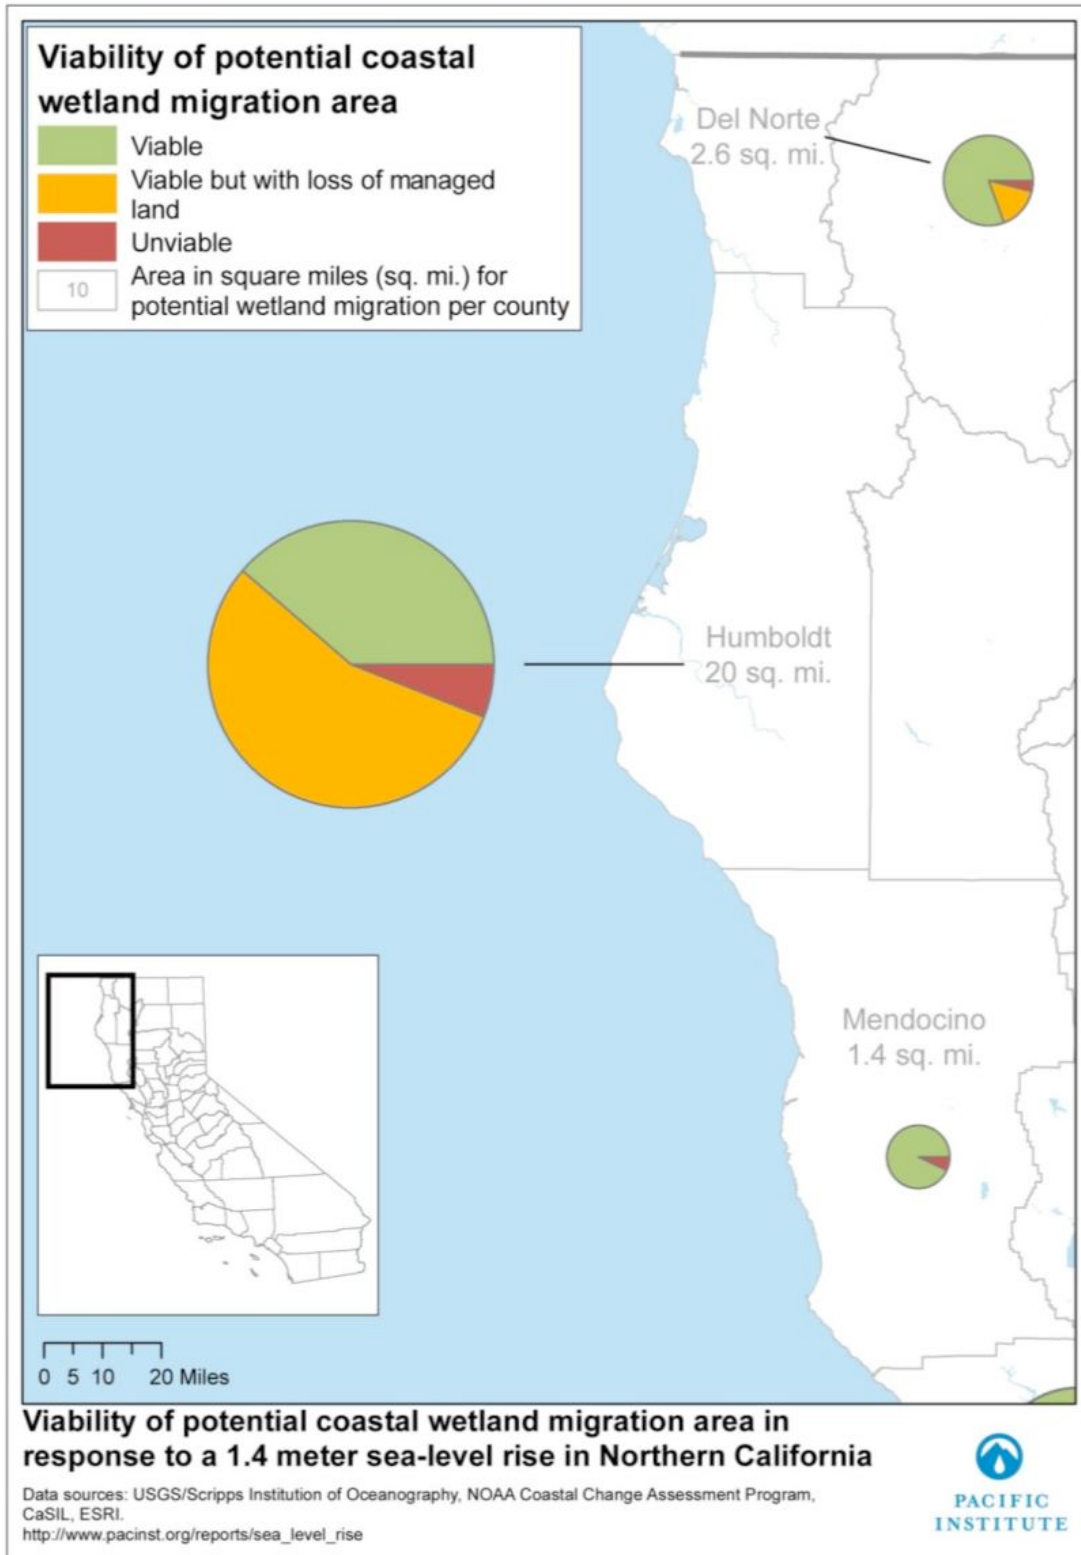 Viability of potential coastal
wetland migration area
Viable
Viable but with loss of managed
land
Unviable
10
Area in square miles (sq. mi.) for
potential wetland migration per county
Del Norte
2.6 sq. mi.
Humboldt
20 sq. mi.
Mendocino
1.4 sq. mi.
0 5 10 20 Miles
Viability of potential coastal wetland migration area in
response to a 1.4 meter sea-level rise in Northern California
Data sources: USGS/Scripps Institution of Oceanography, NOAA Coastal Change Assessment Program,
CaSIL, ESRI.
http://www.pacinst.org/reports/sea_level_rise
PACIFIC
INSTITUTE